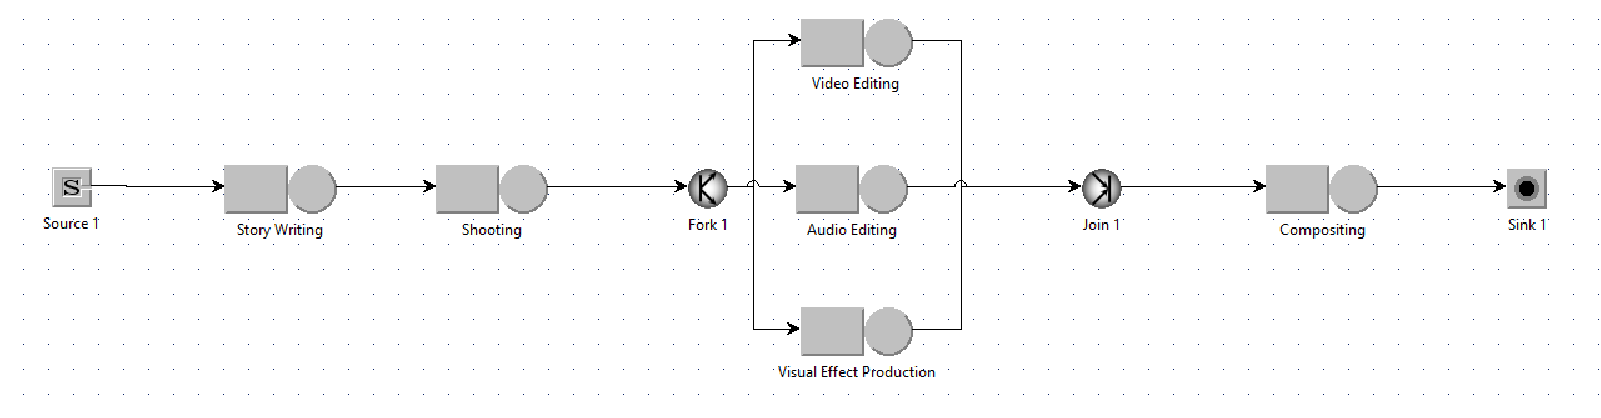 Video Editing
S
Source 1
Story Writing
Shooting
Fork 1
Audio Editing
Join 1
Compositing
Sink 1
Visual Effect Production